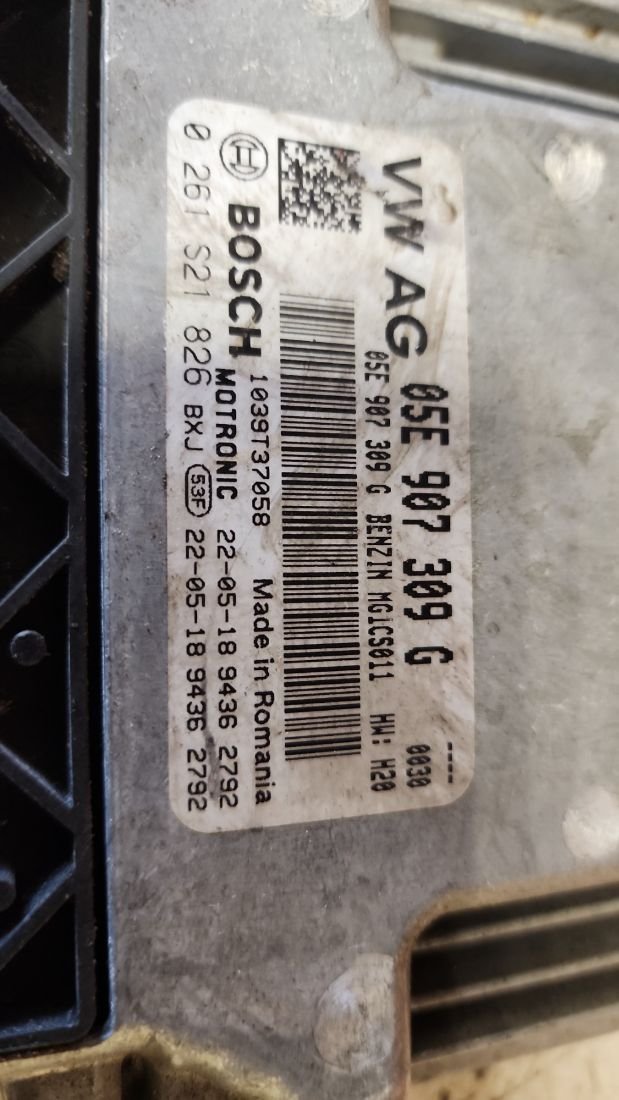 VW AG 05E 907 309 G ----
0030
05E 907 309 G BENZIN MG1CS011 HW: H20
1039T37058 Made in Romania
BOSCH MOTRONIC 22-05-18 9436 2792
0 261 S21 826 BXJ 53F 22-05-18 9436 2792